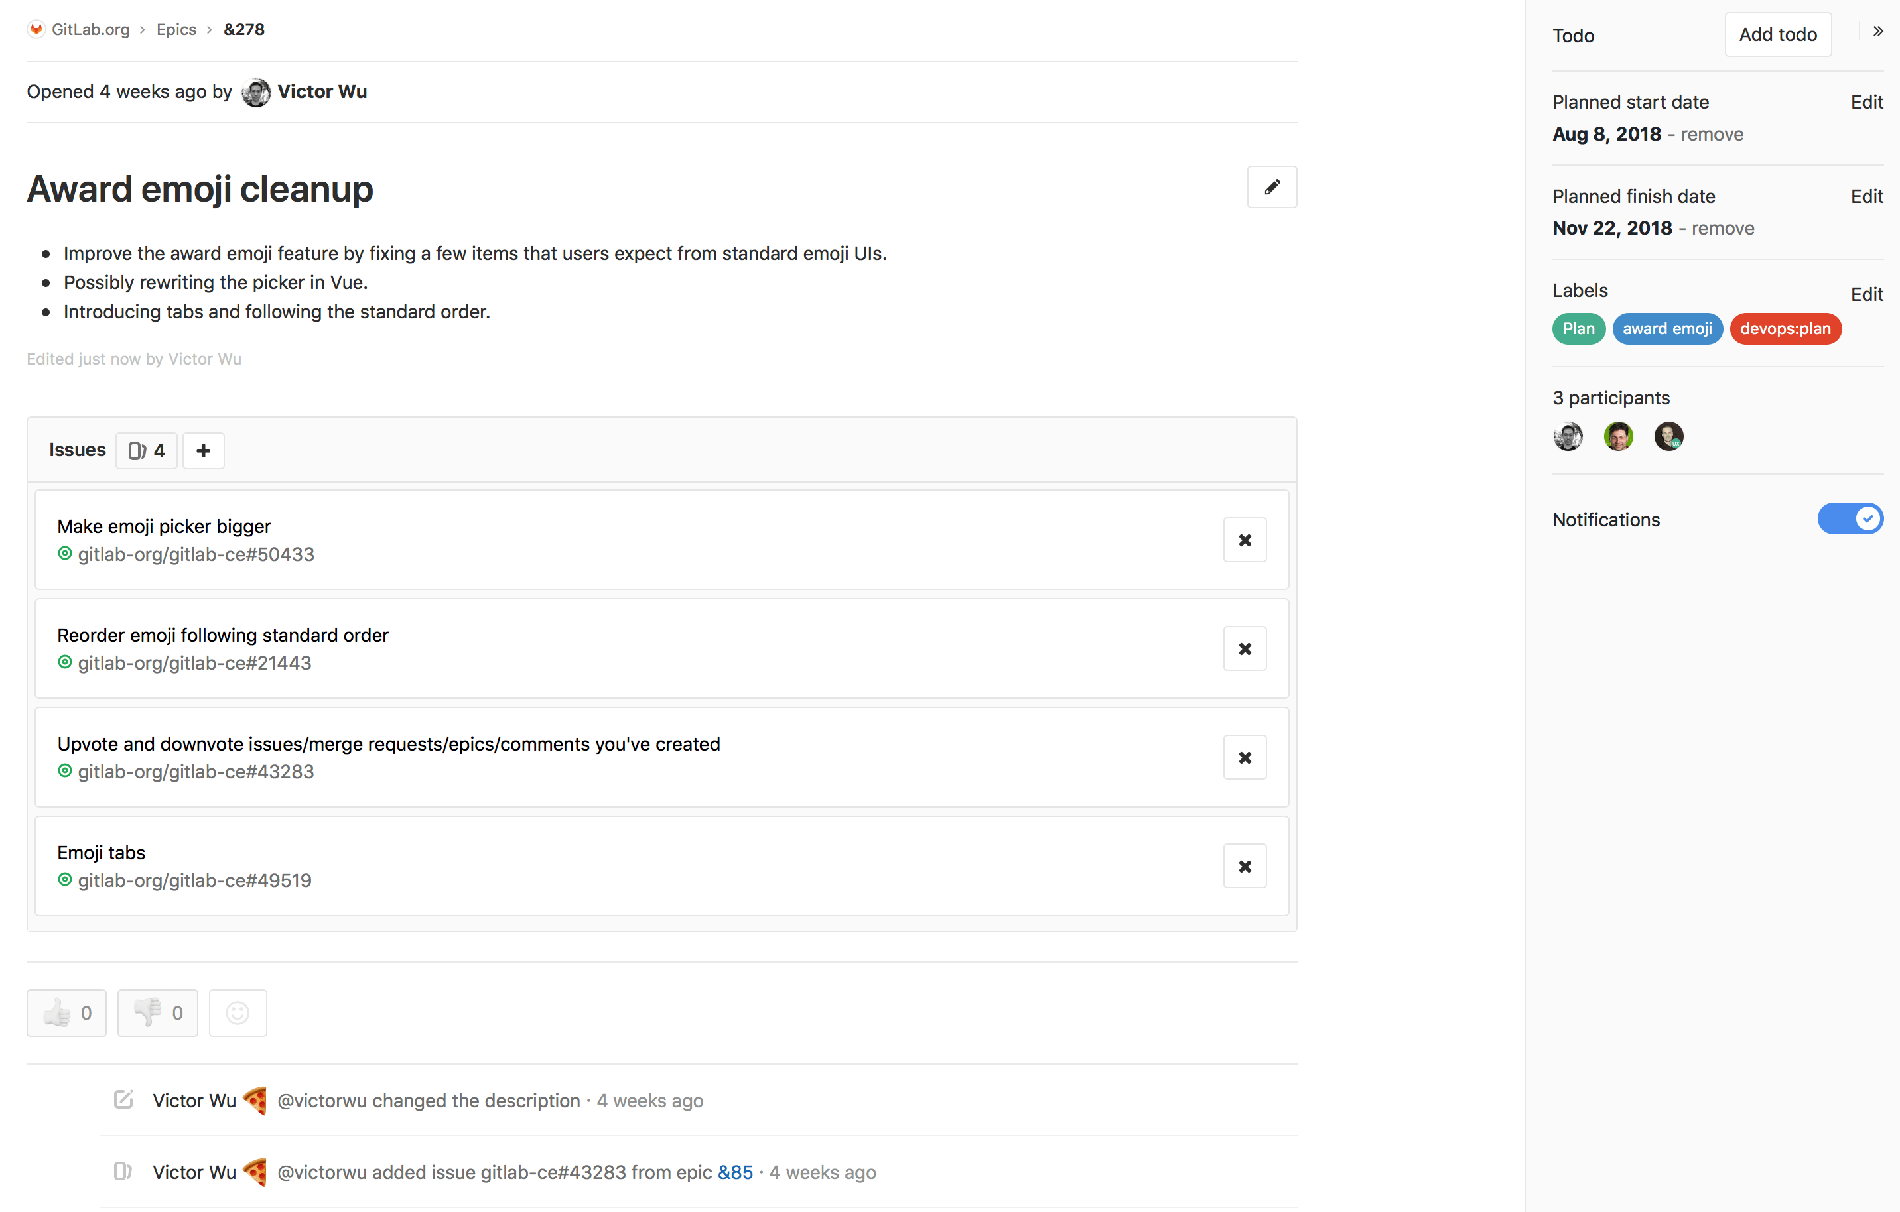 GitLab.org › Epics › &278
Opened 4 weeks ago by Victor Wu
Award emoji cleanup
• Improve the award emoji feature by fixing a few items that users expect from standard emoji UIs.
• Possibly rewriting the picker in Vue.
• Introducing tabs and following the standard order.
Edited just now by Victor Wu
Issues 4 +
Make emoji picker bigger
gitlab-org/gitlab-ce#50433
Reorder emoji following standard order
gitlab-org/gitlab-ce#21443
Upvote and downvote issues/merge requests/epics/comments you've created
gitlab-org/gitlab-ce#43283
Emoji tabs
gitlab-org/gitlab-ce#49519
0 0
Victor Wu 🍕 @victorwu changed the description · 4 weeks ago
Victor Wu 🍕 @victorwu added issue gitlab-ce#43283 from epic &85 · 4 weeks ago
Todo Add todo »
Planned start date Edit
Aug 8, 2018 - remove
Planned finish date Edit
Nov 22, 2018 - remove
Labels Edit
Plan award emoji devops:plan
3 participants
Notifications